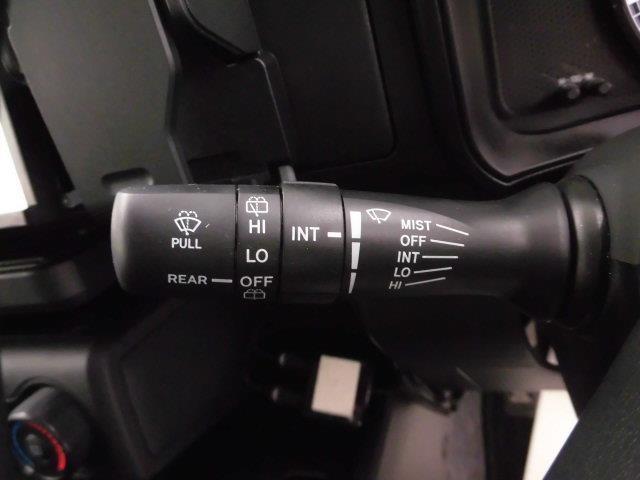 PULL
REAR
HI
LO
OFF
INT
MIST
OFF
INT
LO
HI